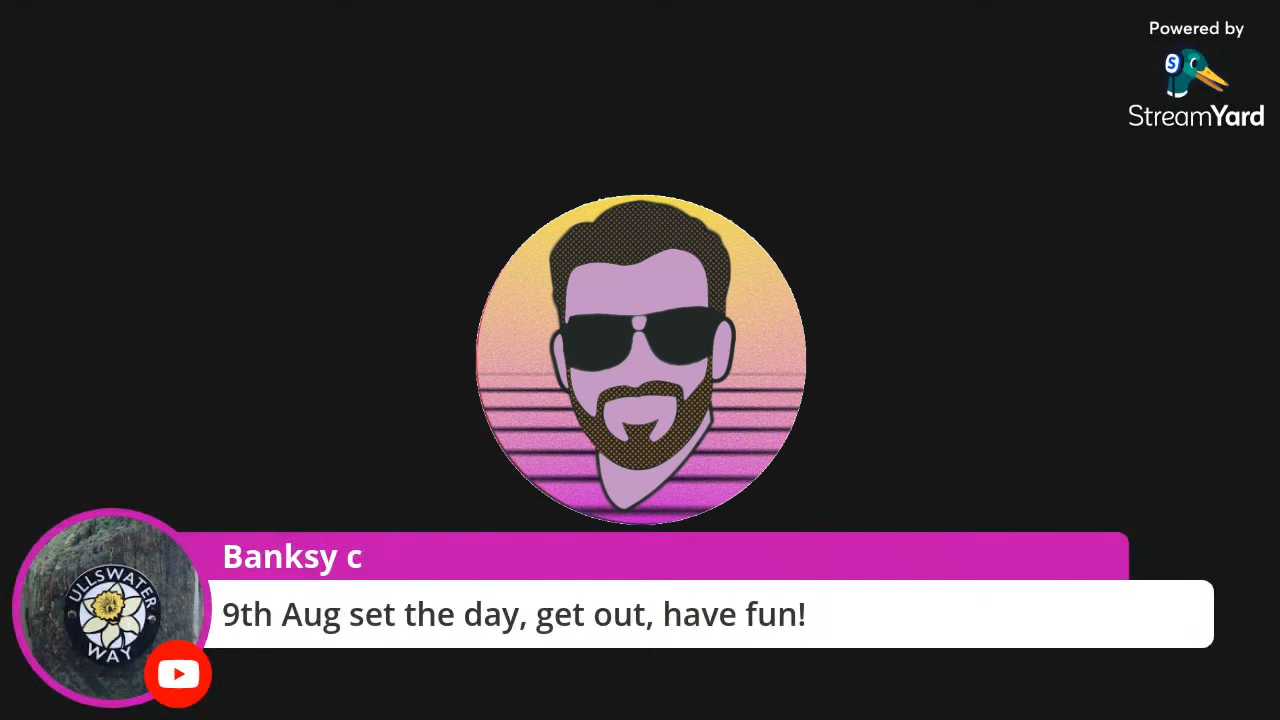 Powered by
S
StreamYard
Banksy c
9th Aug set the day, get out, have fun!
ULLSWATER
WAY